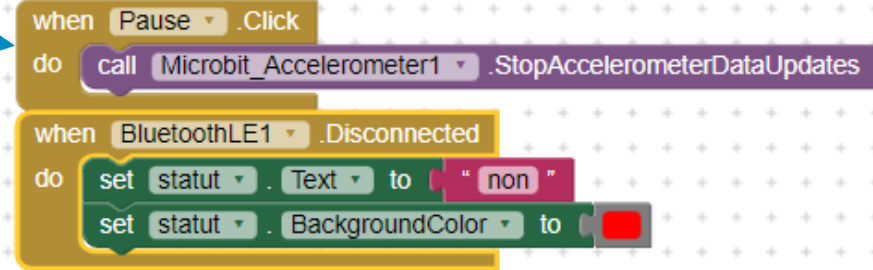 when Pause .Click
do call Microbit_Accelerometer1 .StopAccelerometerDataUpdates
when BluetoothLE1 .Disconnected
do set statut . Text to " non "
set statut . BackgroundColor to